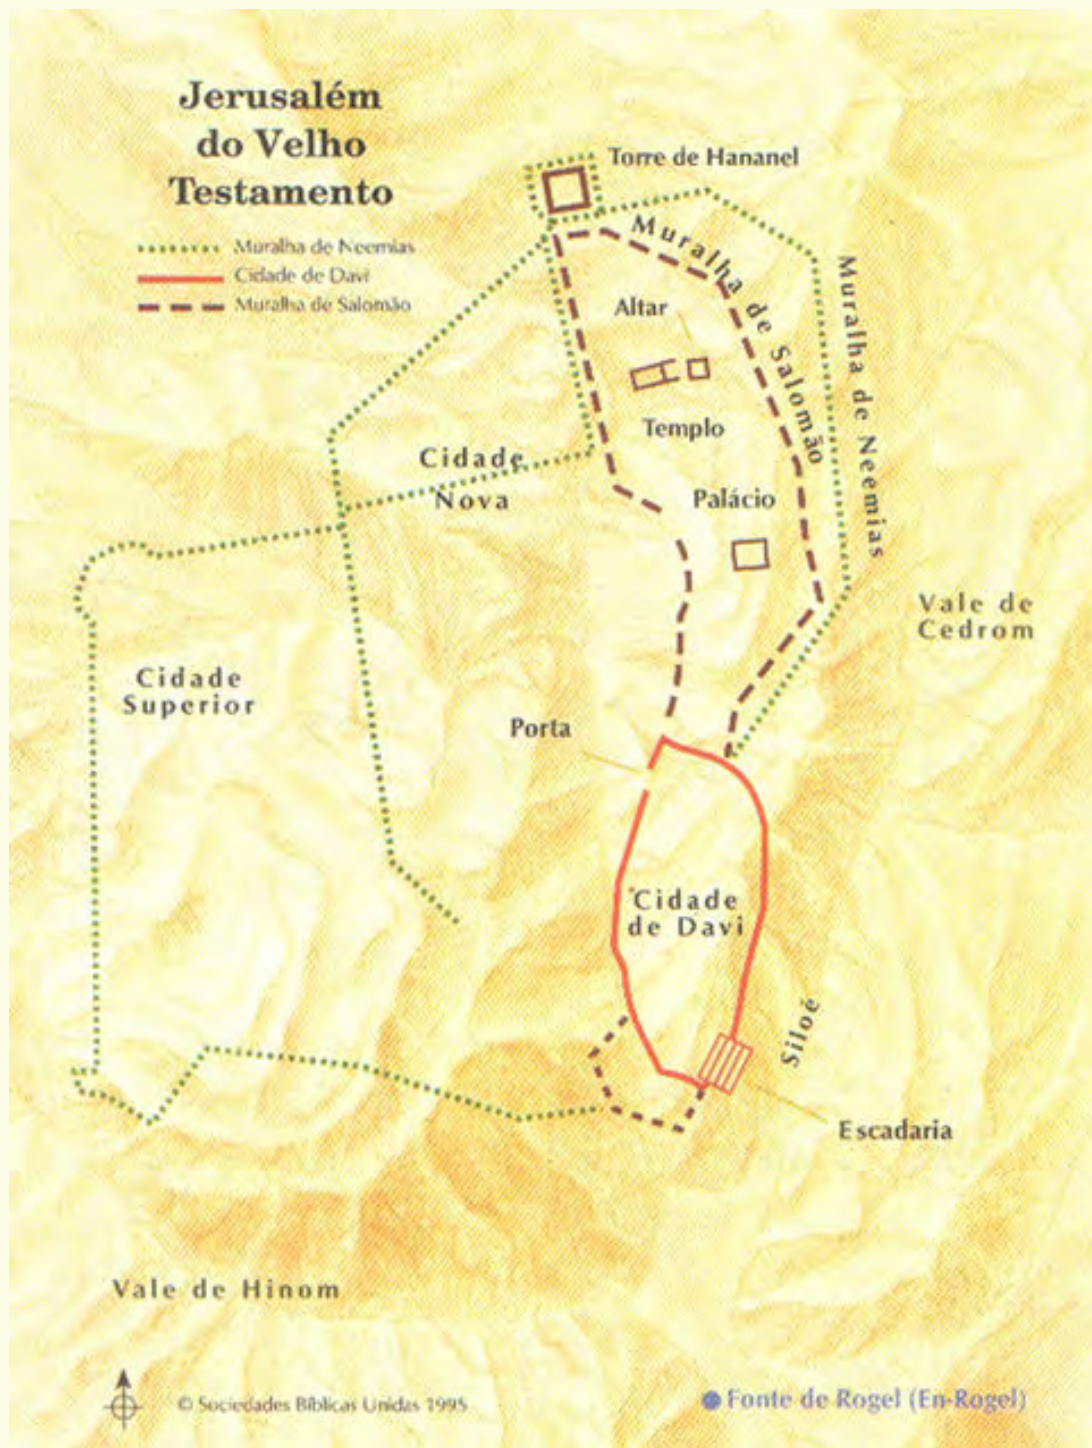 Jerusalém
do Velho
Testamento
Muralha de Neemias
Cidade de Davi
Muralha de Salomão
Torre de Hananel
Muralha de Salomão
Muralha de Neemias
Altar
Templo
Cidade
Nova
Palácio
Vale de
Cedrom
Cidade
Superior
Porta
Cidade
de Davi
Siloé
Escadaria
Vale de Hinom
© Sociedades Bíblicas Unidas 1995
Fonte de Rogel (En-Rogel)